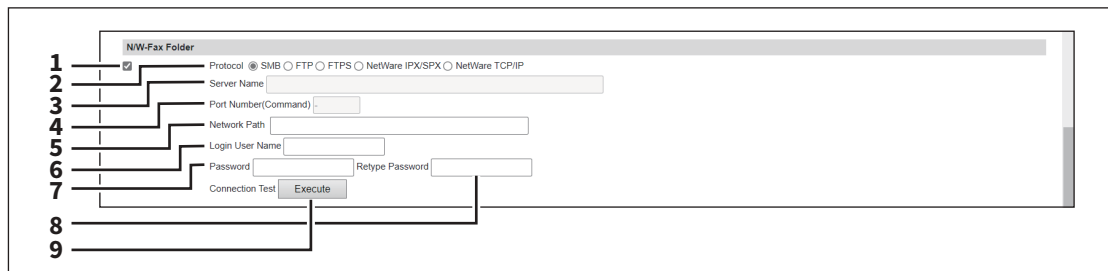 N/W-Fax Folder
1
Protocol SMB FTP FTPS NetWare IPX/SPX NetWare TCP/IP
2
Server Name
3
Port Number(Command) -
4
Network Path
5
Login User Name
6
Password Retype Password
7
Connection Test Execute
8
9